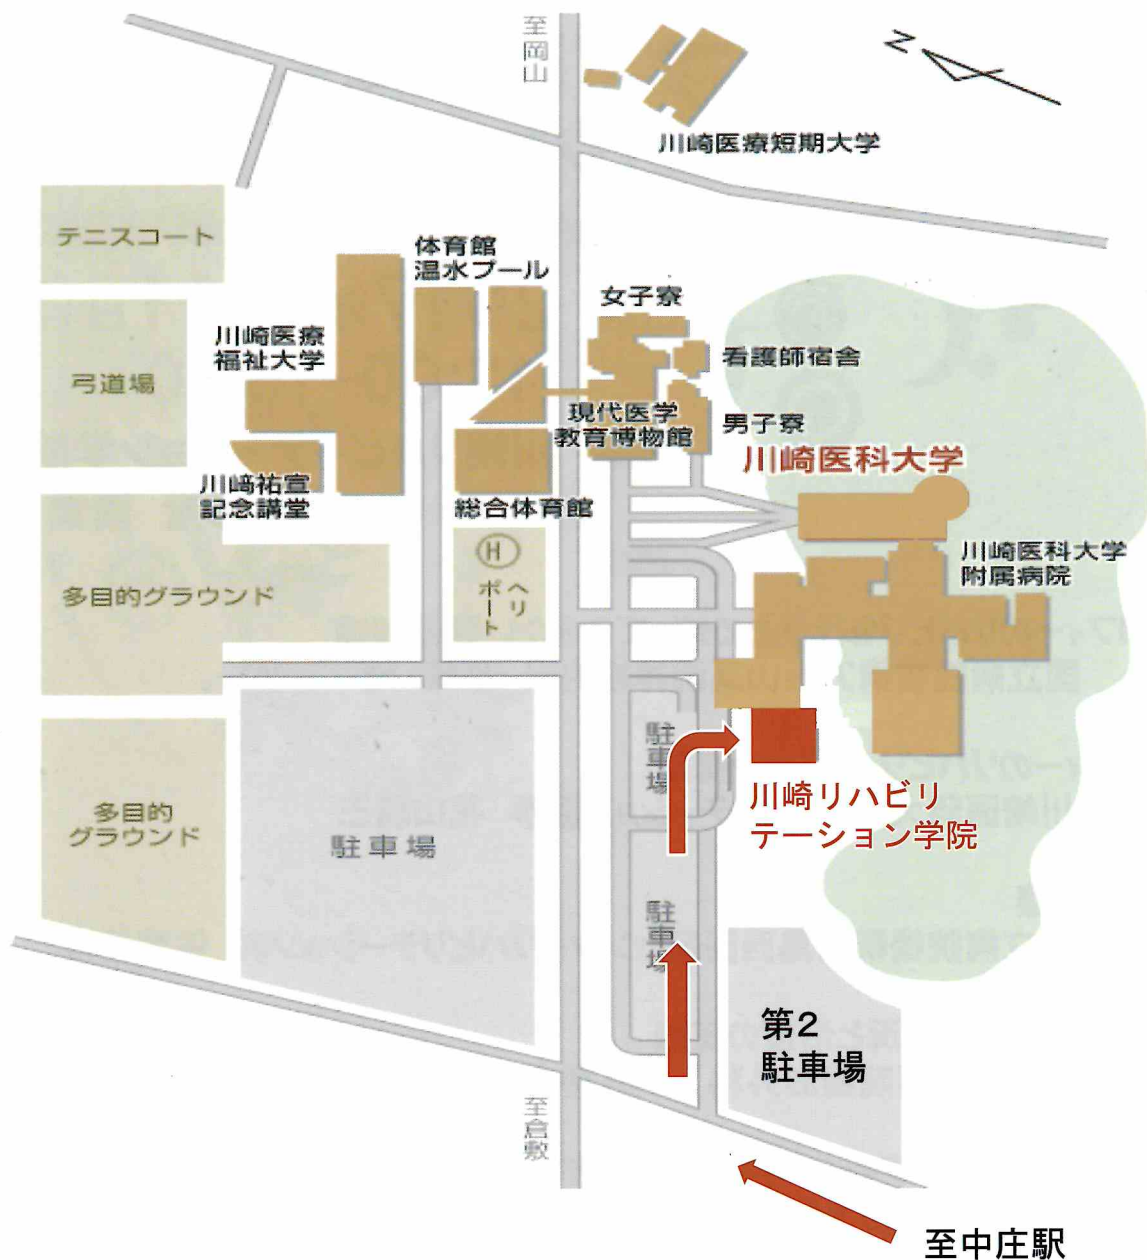 至岡山
N
川崎医療短期大学
テニスコート
体育館
温水プール
女子寮
川崎医療
福祉大学
看護師宿舎
弓道場
現代医学
教育博物館
男子寮
川崎医科大学
川﨑祐宣
記念講堂
総合体育館
H
ヘリ
ポート
川崎医科大学
附属病院
多目的グラウンド
駐車場
川崎リハビリ
テーション学院
多目的
グラウンド
駐車場
駐車場
第2
駐車場
至倉敷
至中庄駅